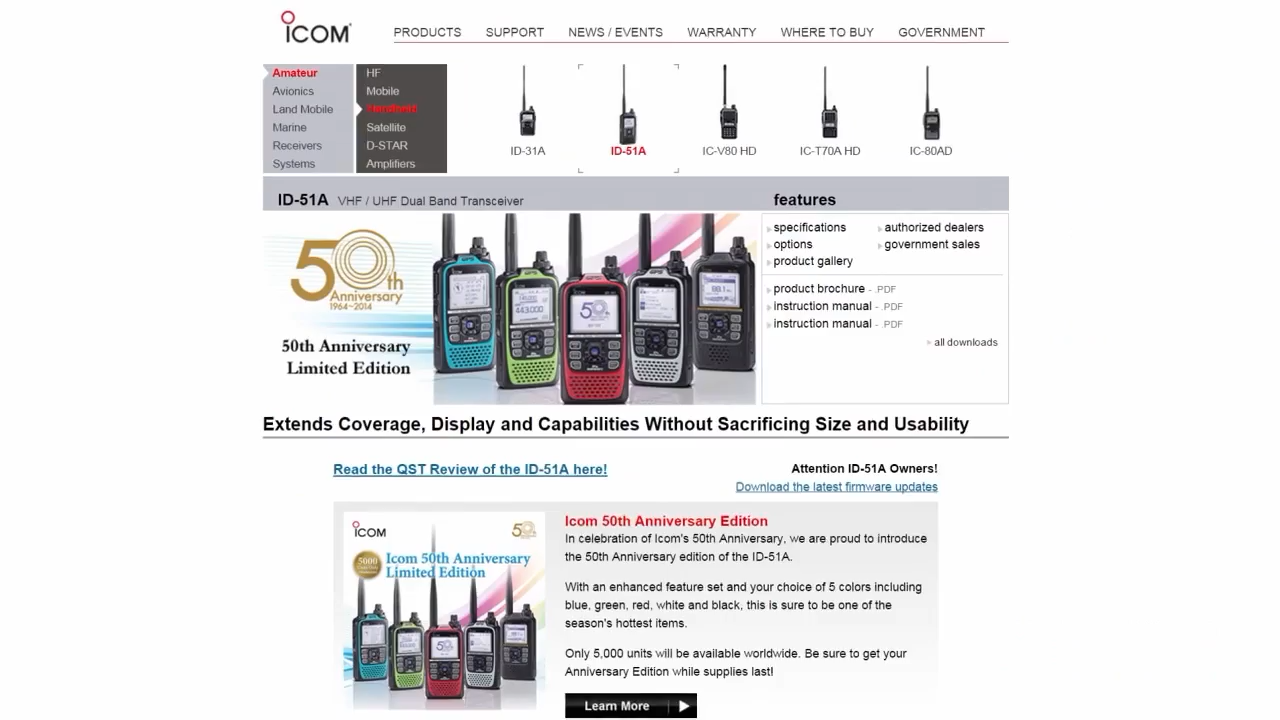 ICOM
PRODUCTS SUPPORT NEWS / EVENTS WARRANTY WHERE TO BUY GOVERNMENT
Amateur
Avionics
Land Mobile
Marine
Receivers
Systems
HF
Mobile
Handheld
Satellite
D-STAR
Amplifiers
ID-31A
ID-51A
IC-V80 HD
IC-T70A HD
IC-80AD
ID-51A VHF / UHF Dual Band Transceiver
features
50th
Anniversary
1964~2014
50th Anniversary
Limited Edition
specifications
options
product gallery
authorized dealers
government sales
product brochure - .PDF
instruction manual - .PDF
instruction manual - .PDF
all downloads
Extends Coverage, Display and Capabilities Without Sacrificing Size and Usability
Read the QST Review of the ID-51A here!
Attention ID-51A Owners!
Download the latest firmware updates
ICOM
50
5000
Icom 50th Anniversary
Limited Edition
Icom 50th Anniversary Edition
In celebration of Icom's 50th Anniversary, we are proud to introduce
the 50th Anniversary edition of the ID-51A.
With an enhanced feature set and your choice of 5 colors including
blue, green, red, white and black, this is sure to be one of the
season's hottest items.
Only 5,000 units will be available worldwide. Be sure to get your
Anniversary Edition while supplies last!
Learn More